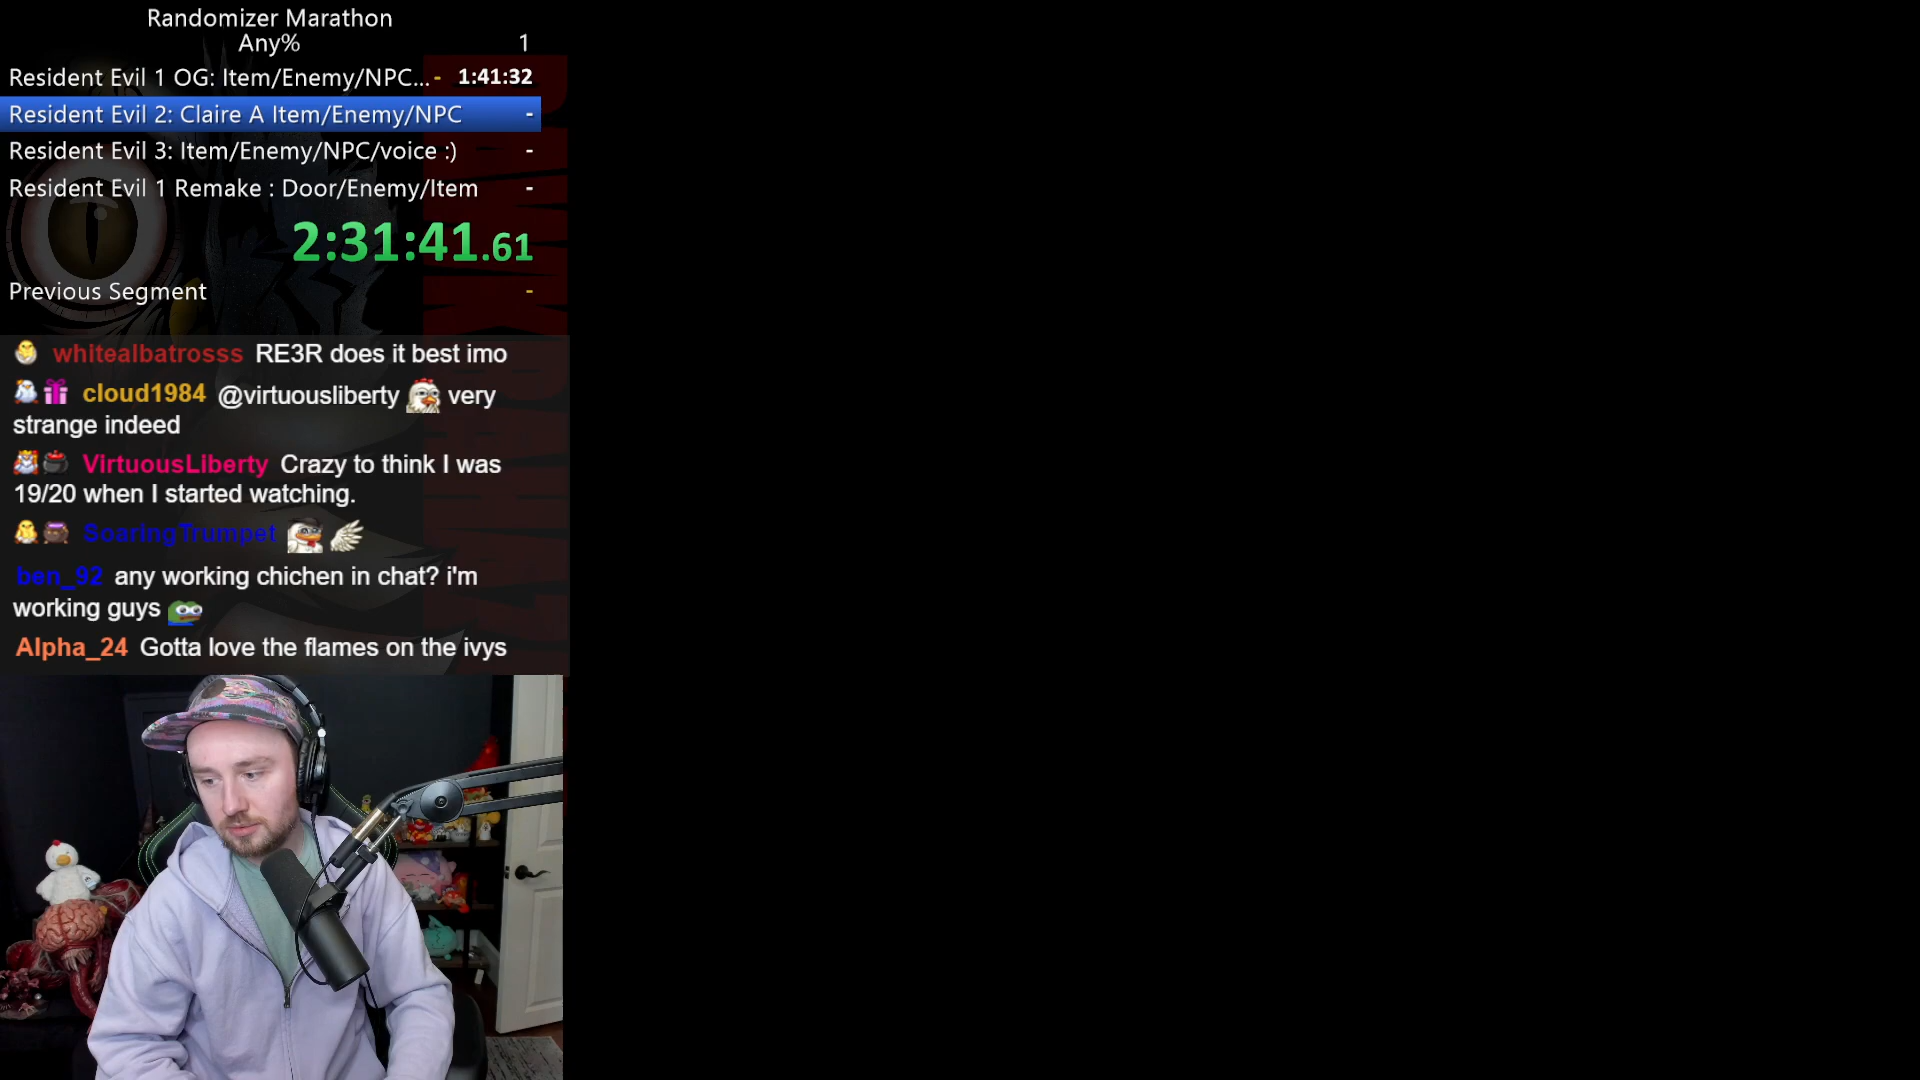 Randomizer Marathon
Any% 1
Resident Evil 1 OG: Item/Enemy/NPC... - 1:41:32
Resident Evil 2: Claire A Item/Enemy/NPC -
Resident Evil 3: Item/Enemy/NPC/voice :) -
Resident Evil 1 Remake : Door/Enemy/Item -
2:31:41.61
Previous Segment -
whitealbatrosss RE3R does it best imo
cloud1984 @virtuousliberty very
strange indeed
VirtuousLiberty Crazy to think I was
19/20 when I started watching.
SoaringTrumpet
ben_92 any working chichen in chat? i'm
working guys
Alpha_24 Gotta love the flames on the ivys